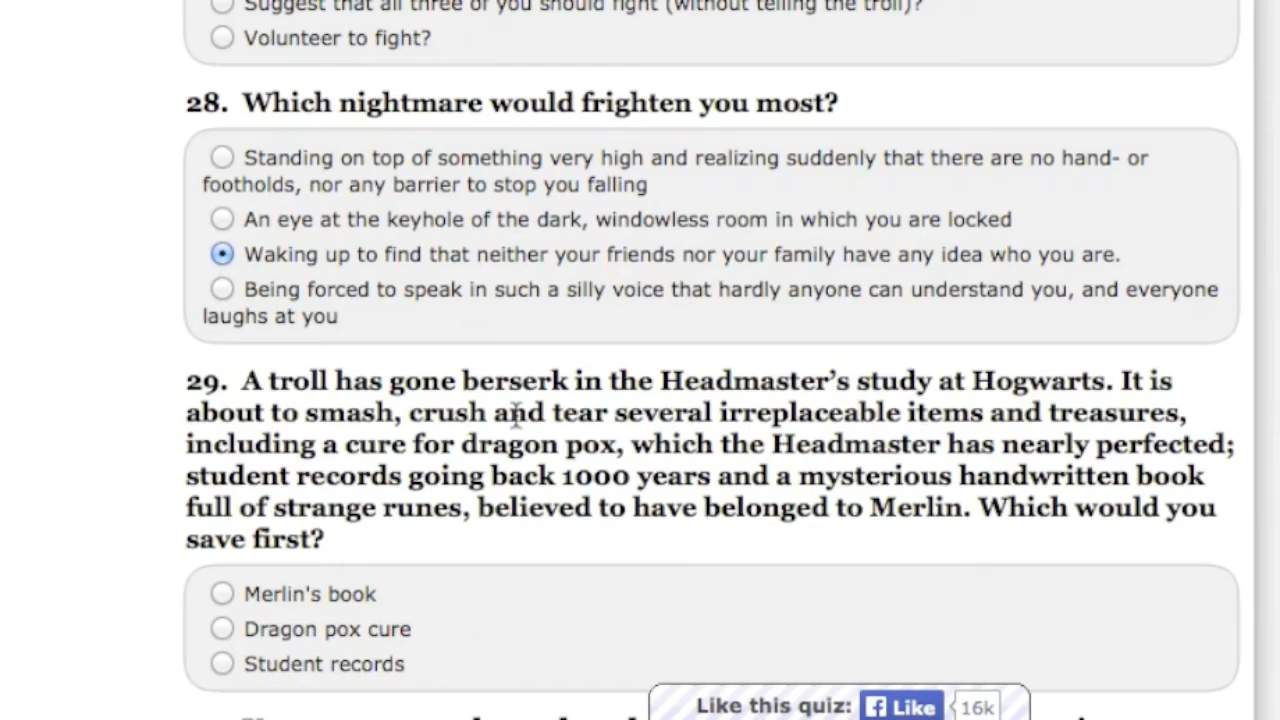 Suggest that all three of you should fight (without telling the troll)?
Volunteer to fight?
28. Which nightmare would frighten you most?
Standing on top of something very high and realizing suddenly that there are no hand- or
footholds, nor any barrier to stop you falling
An eye at the keyhole of the dark, windowless room in which you are locked
Waking up to find that neither your friends nor your family have any idea who you are.
Being forced to speak in such a silly voice that hardly anyone can understand you, and everyone
laughs at you
29. A troll has gone berserk in the Headmaster’s study at Hogwarts. It is
about to smash, crush and tear several irreplaceable items and treasures,
including a cure for dragon pox, which the Headmaster has nearly perfected;
student records going back 1000 years and a mysterious handwritten book
full of strange runes, believed to have belonged to Merlin. Which would you
save first?
Merlin's book
Dragon pox cure
Student records
Like this quiz: Like 16k